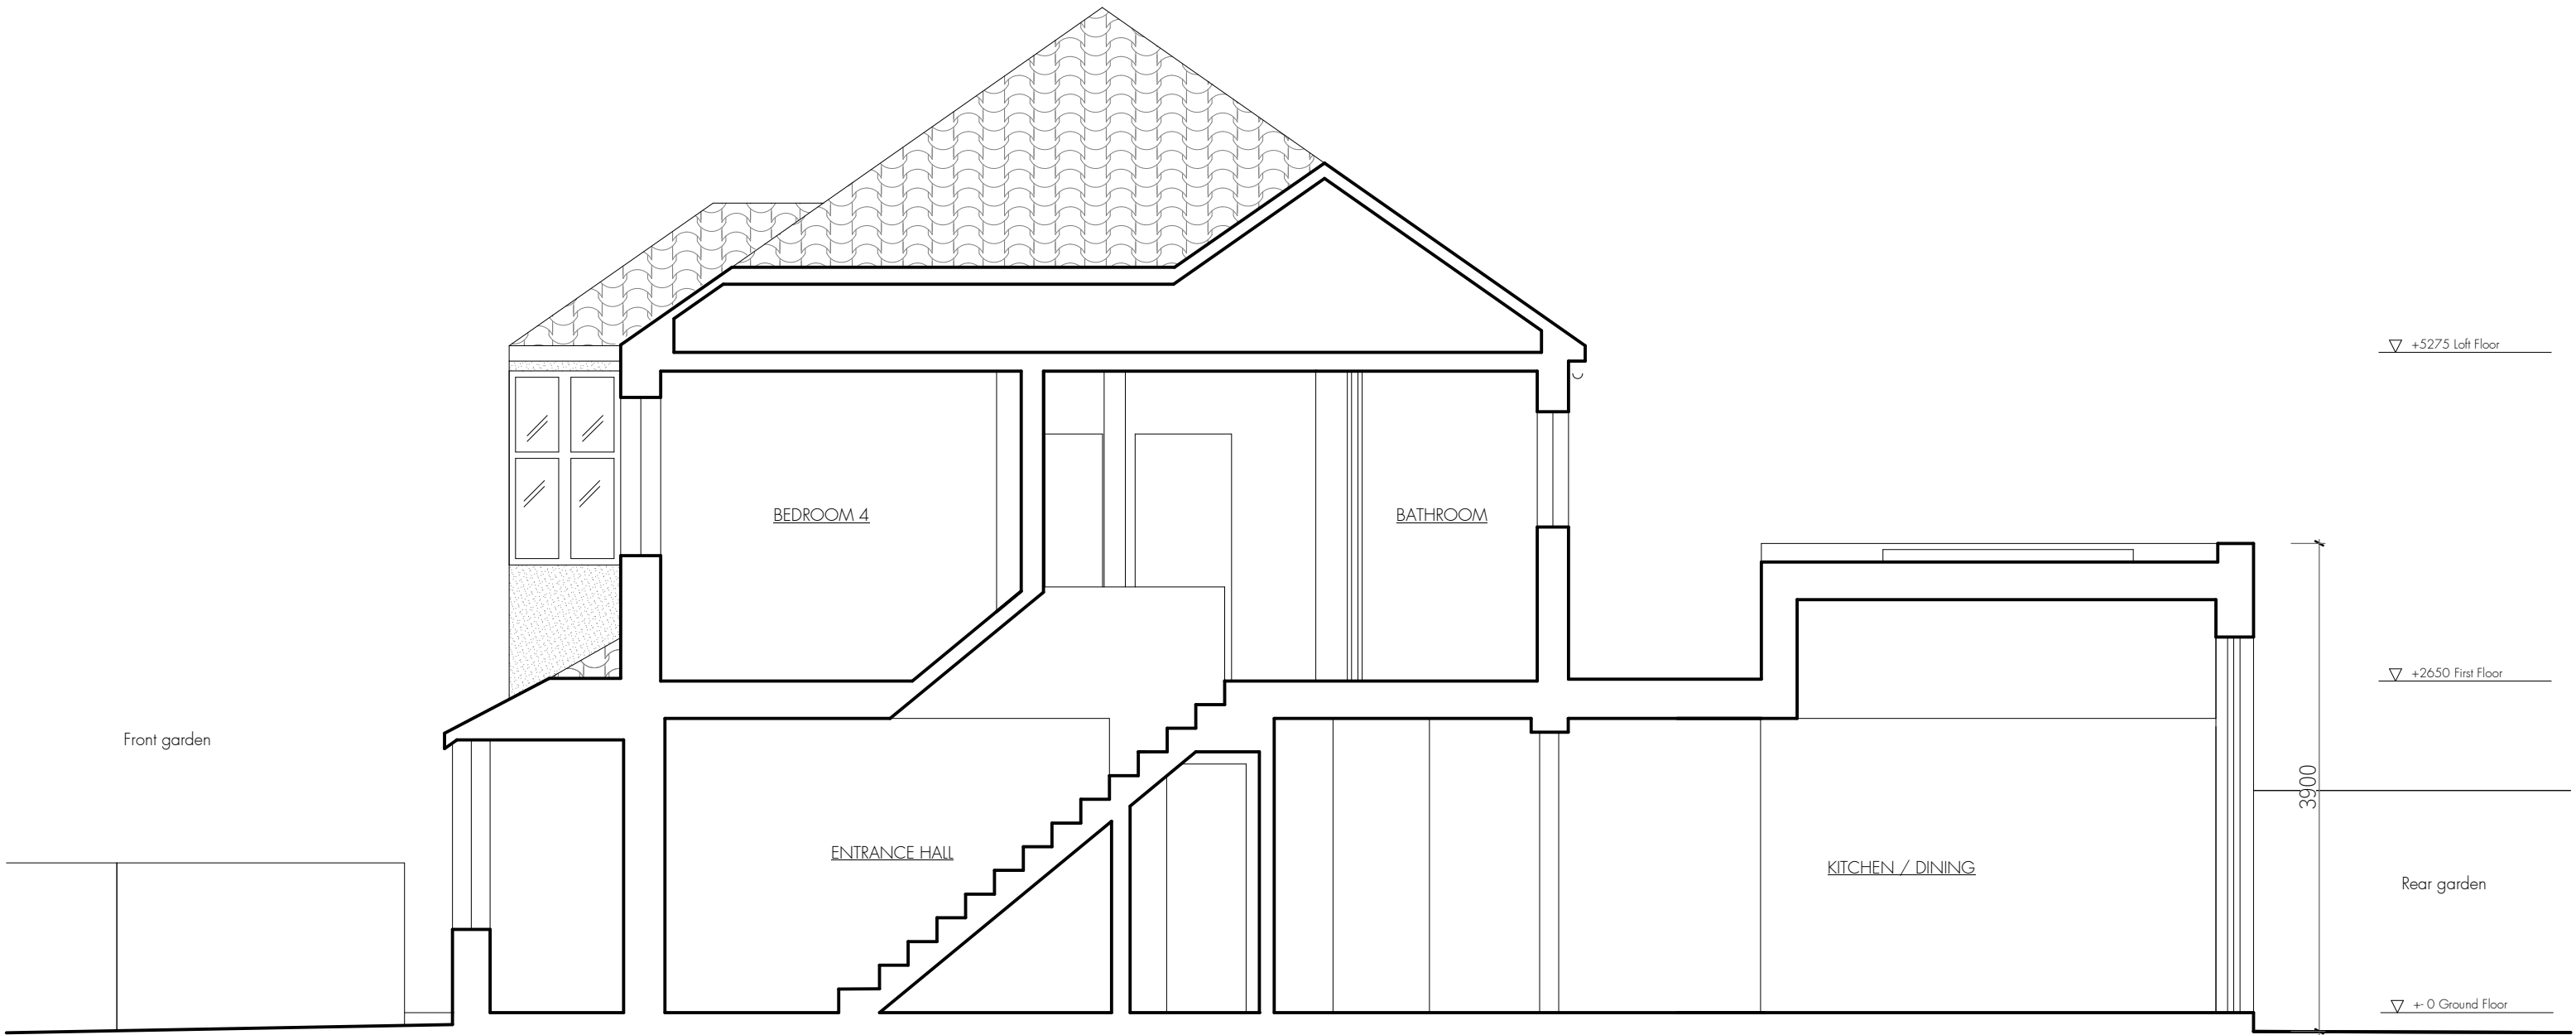 +5275 Loft Floor
BEDROOM 4
BATHROOM
+2650 First Floor
Front garden
3900
ENTRANCE HALL
KITCHEN / DINING
Rear garden
+- 0 Ground Floor